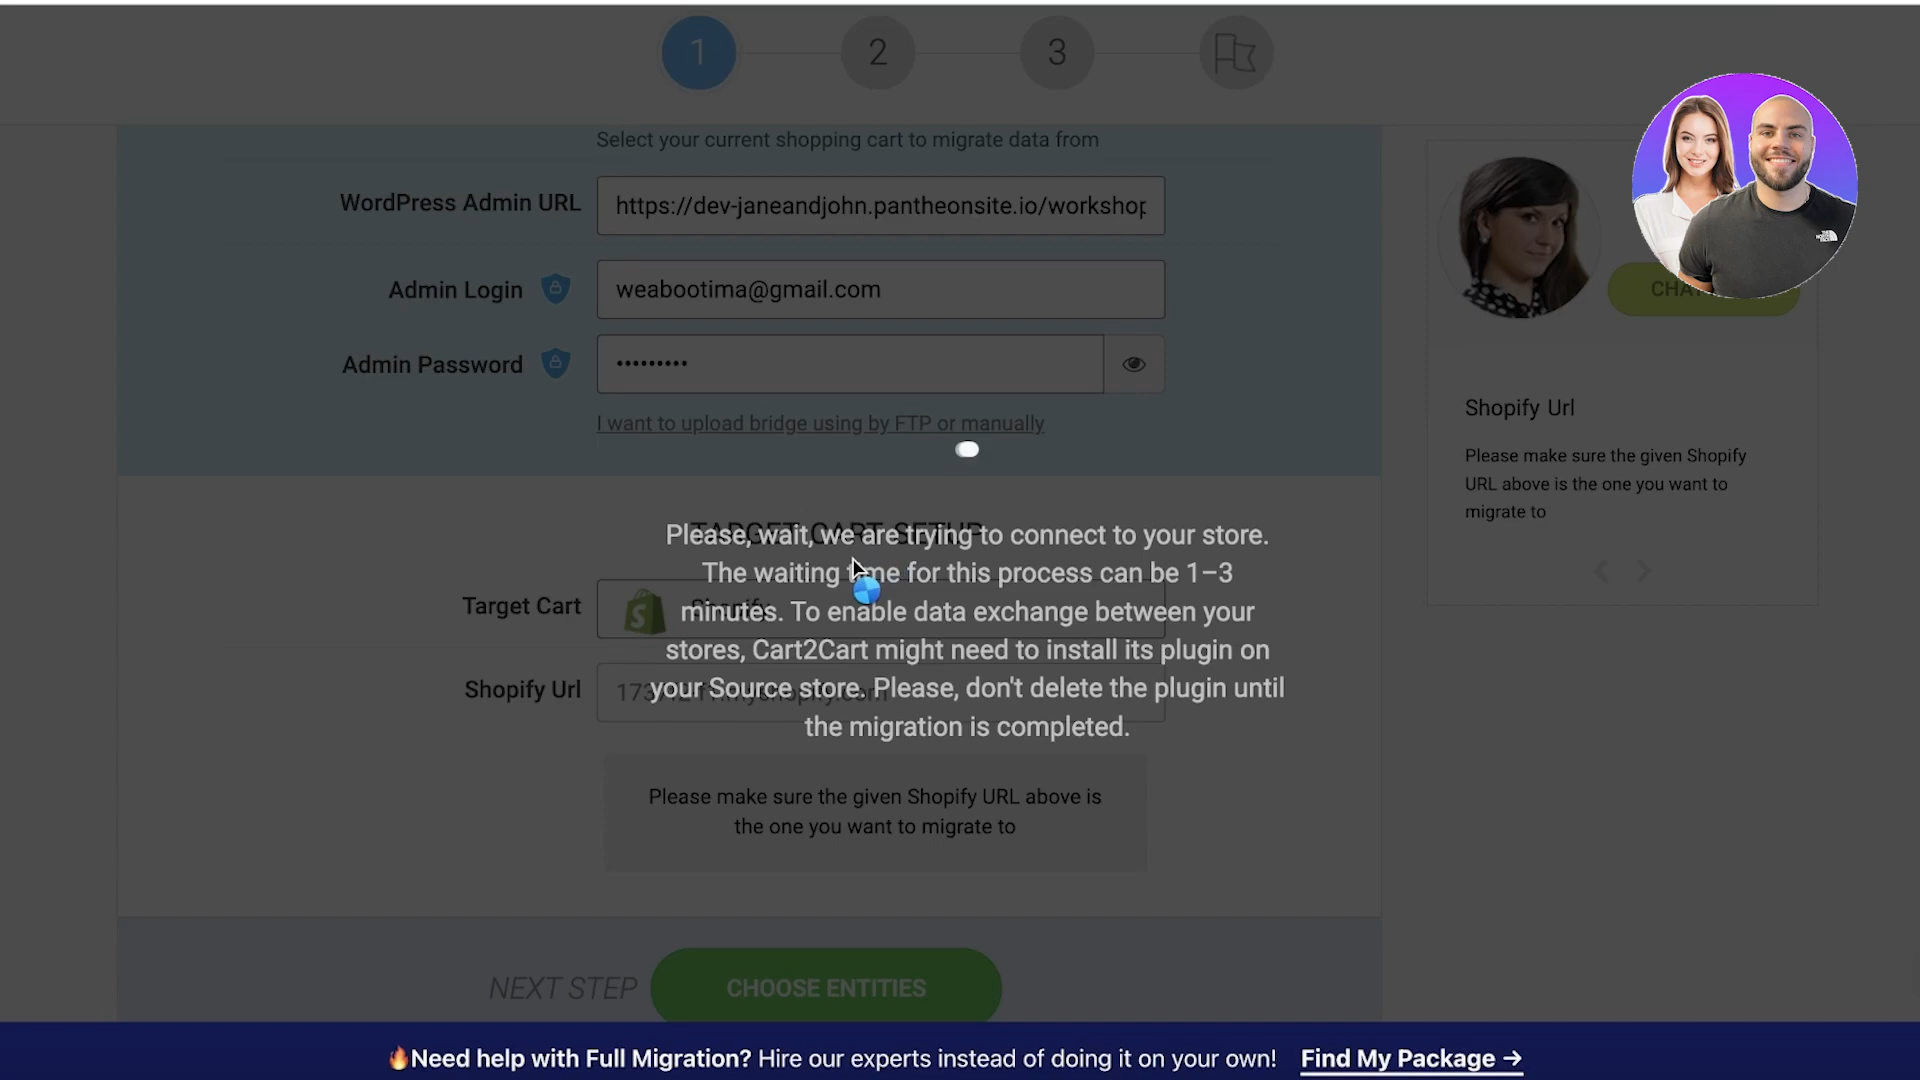 1
2
3
Select your current shopping cart to migrate data from
WordPress Admin URL
https://dev-janeandjohn.pantheonsite.io/workshop
Admin Login
weabootima@gmail.com
Admin Password
•••••••••
I want to upload bridge using by FTP or manually
TARGET CART SETUP
Please, wait, we are trying to connect to your store.
The waiting time for this process can be 1–3
minutes. To enable data exchange between your
stores, Cart2Cart might need to install its plugin on
your Source store. Please, don't delete the plugin until
the migration is completed.
Target Cart
Shopify
Shopify Url
Please make sure the given Shopify URL above is
the one you want to migrate to
NEXT STEP
CHOOSE ENTITIES
Shopify Url
Please make sure the given Shopify
URL above is the one you want to
migrate to
🔥Need help with Full Migration? Hire our experts instead of doing it on your own! Find My Package →